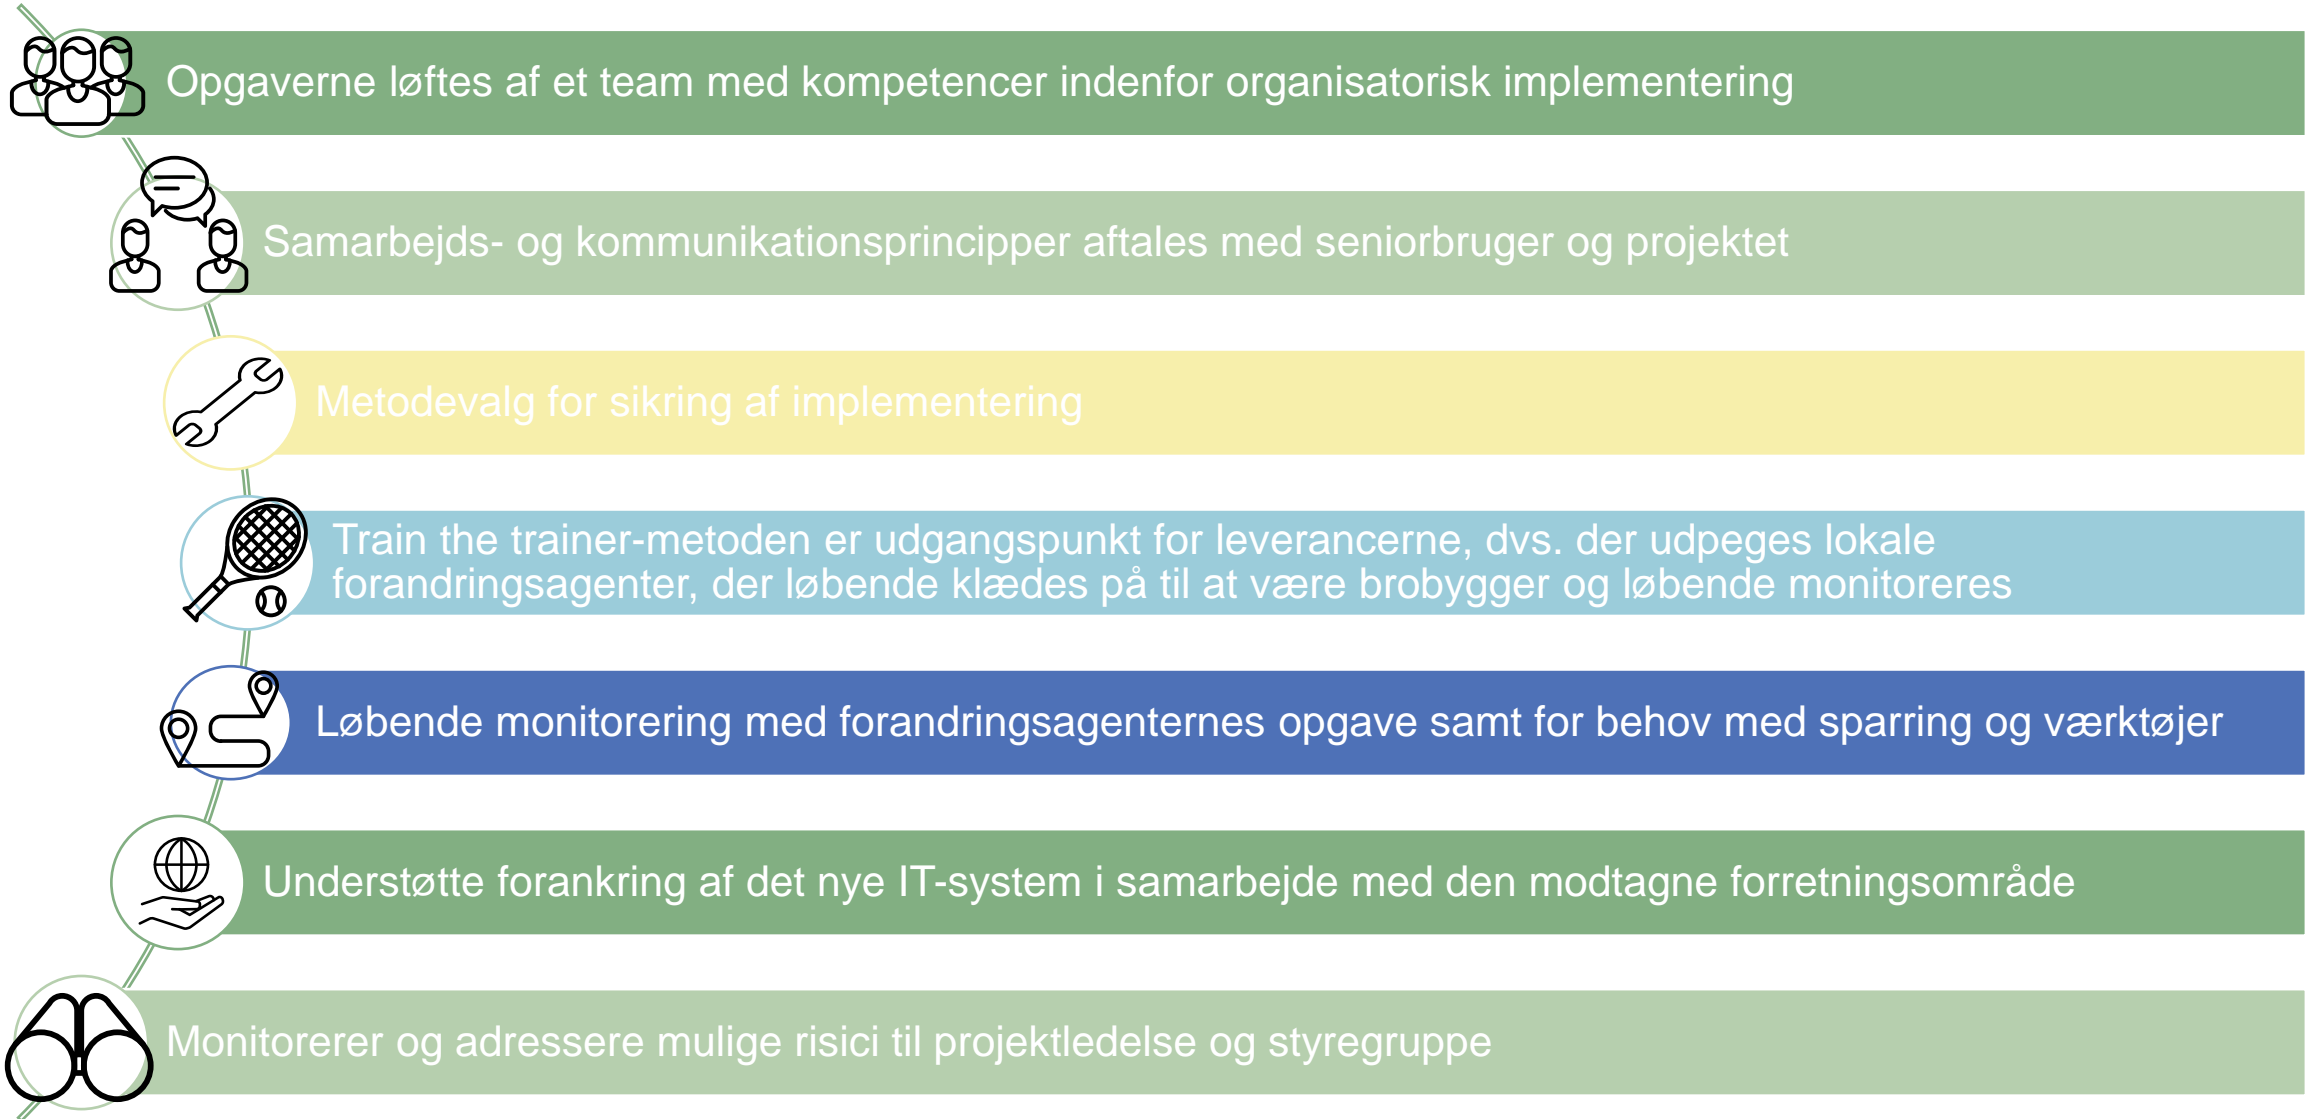 Opgaverne løftes af et team med kompetencer indenfor organisatorisk implementering
Samarbejds- og kommunikationsprincipper aftales med seniorbruger og projektet
Metodevalg for sikring af implementering
Train the trainer-metoden er udgangspunkt for leverancerne, dvs. der udpeges lokale
forandringsagenter, der løbende klædes på til at være brobygger og løbende monitoreres
Løbende monitorering med forandringsagenternes opgave samt for behov med sparring og værktøjer
Understøtte forankring af det nye IT-system i samarbejde med den modtagne forretningsområde
Monitorerer og adressere mulige risici til projektledelse og styregruppe